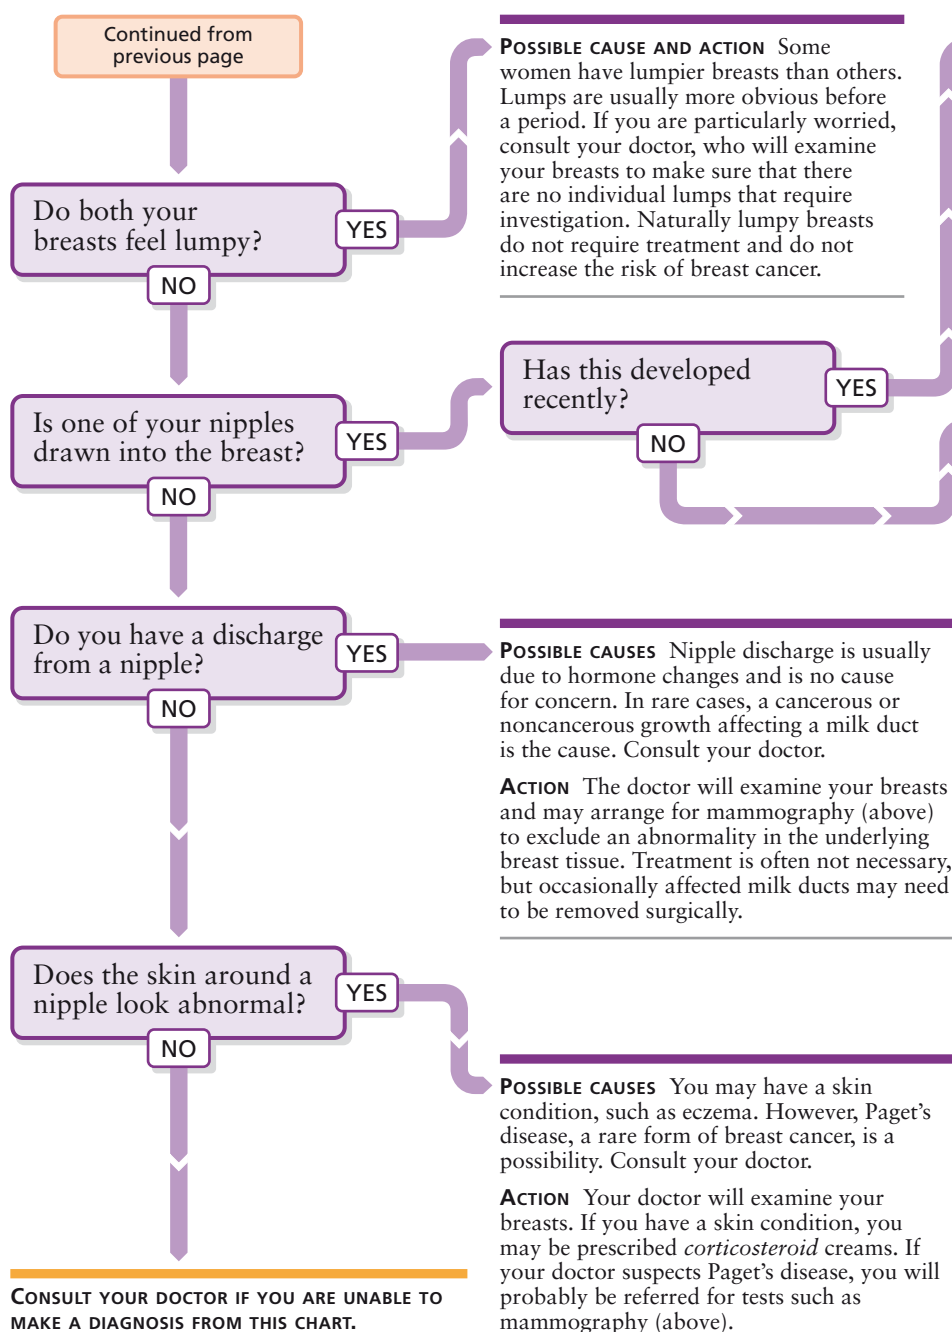 Continued from
previous page
POSSIBLE CAUSE AND ACTION Some
women have lumpier breasts than others.
Lumps are usually more obvious before
a period. If you are particularly worried,
consult your doctor, who will examine
your breasts to make sure that there
are no individual lumps that require
investigation. Naturally lumpy breasts
do not require treatment and do not
increase the risk of breast cancer.
Do both your
breasts feel lumpy?
YES
NO
Is one of your nipples
drawn into the breast?
YES
NO
Has this developed
recently?
YES
NO
Do you have a discharge
from a nipple?
YES
NO
POSSIBLE CAUSES Nipple discharge is usually
due to hormone changes and is no cause
for concern. In rare cases, a cancerous or
noncancerous growth affecting a milk duct
is the cause. Consult your doctor.
ACTION The doctor will examine your breasts
and may arrange for mammography (above)
to exclude an abnormality in the underlying
breast tissue. Treatment is often not necessary,
but occasionally affected milk ducts may need
to be removed surgically.
Does the skin around a
nipple look abnormal?
YES
NO
POSSIBLE CAUSES You may have a skin
condition, such as eczema. However, Paget's
disease, a rare form of breast cancer, is a
possibility. Consult your doctor.
ACTION Your doctor will examine your
breasts. If you have a skin condition, you
may be prescribed corticosteroid creams. If
your doctor suspects Paget's disease, you will
probably be referred for tests such as
mammography (above).
CONSULT YOUR DOCTOR IF YOU ARE UNABLE TO
MAKE A DIAGNOSIS FROM THIS CHART.